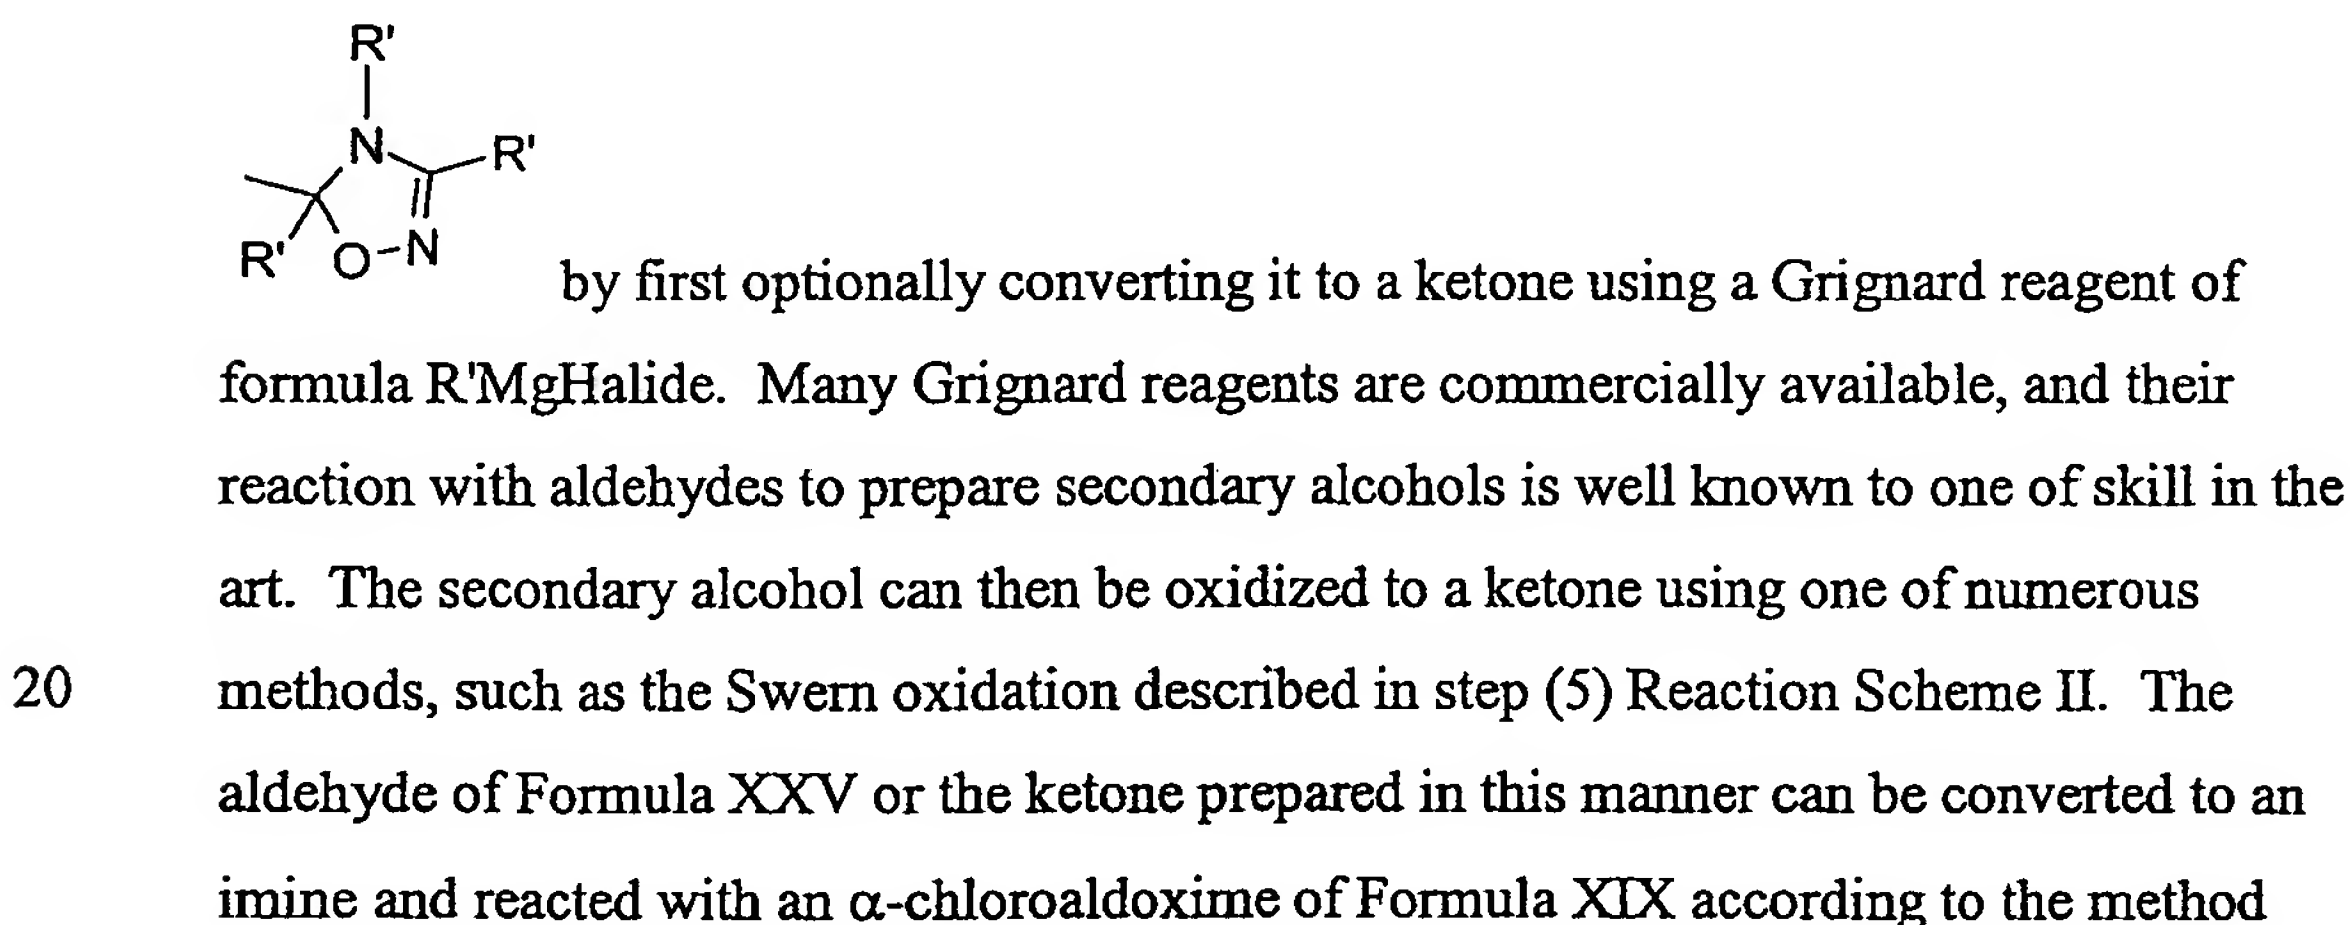 R'
N
R'
R'
O-N
by first optionally converting it to a ketone using a Grignard reagent of
formula R'MgHalide. Many Grignard reagents are commercially available, and their
reaction with aldehydes to prepare secondary alcohols is well known to one of skill in the
art. The secondary alcohol can then be oxidized to a ketone using one of numerous
20 methods, such as the Swern oxidation described in step (5) Reaction Scheme II. The
aldehyde of Formula XXV or the ketone prepared in this manner can be converted to an
imine and reacted with an α-chloroaldoxime of Formula XIX according to the method